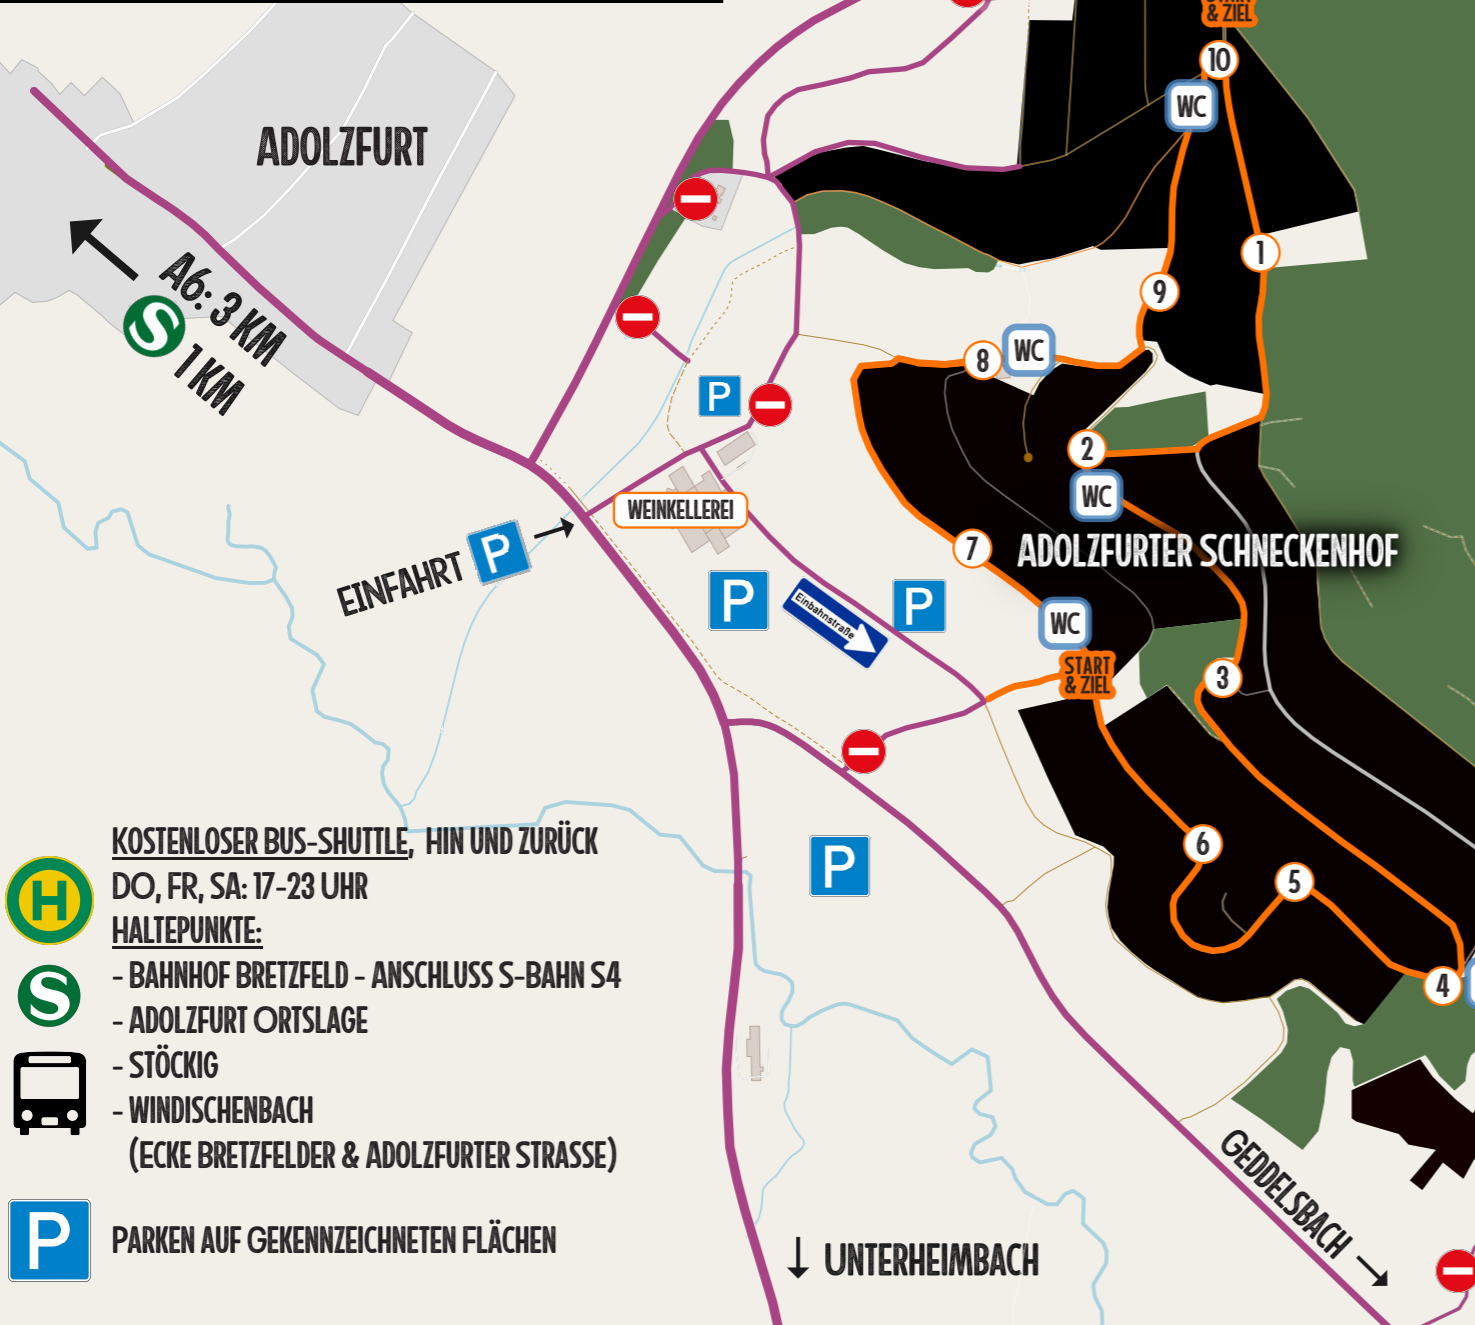 & ZIEL
10
WC
ADOLZFURT
1
A6: 3 KM
S 1 KM
9
8
WC
P
2
WC
WEINKELLEREI
ADOLZFURTER SCHNECKENHOF
7
EINFAHRT P
P
Einbahnstraße
P
WC
START
& ZIEL
3
6
P
5
4
KOSTENLOSER BUS-SHUTTLE, HIN UND ZURÜCK
H
DO, FR, SA: 17-23 UHR
HALTEPUNKTE:
S
- BAHNHOF BRETZFELD - ANSCHLUSS S-BAHN S4
- ADOLZFURT ORTSLAGE
- STÖCKIG
- WINDISCHENBACH
(ECKE BRETZFELDER & ADOLZFURTER STRASSE)
P PARKEN AUF GEKENNZEICHNETEN FLÄCHEN
GEDDELSBACH
UNTERHEIMBACH